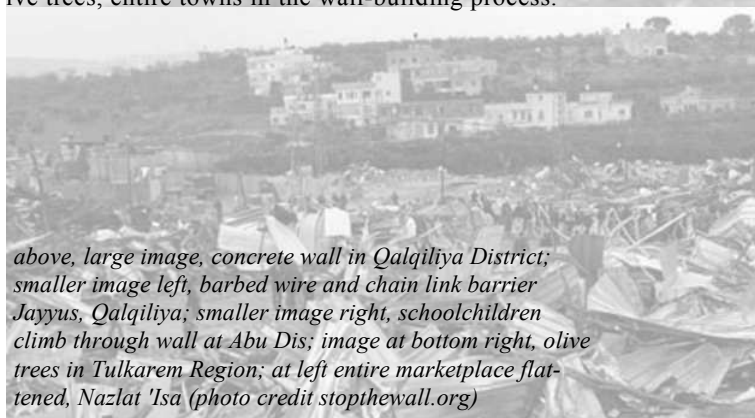 ive trees, entire towns in the wall-building process.
above, large image, concrete wall in Qalqiliya District;
smaller image left, barbed wire and chain link barrier
Jayyus, Qalqiliya; smaller image right, schoolchildren
climb through wall at Abu Dis; image at bottom right, olive
trees in Tulkarem Region; at left entire marketplace flat-
tened, Nazlat 'Isa (photo credit stopthewall.org)